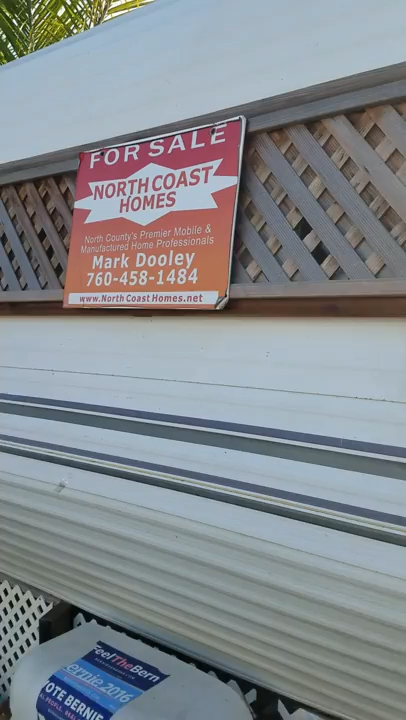 FOR SALE
NORTH COAST
HOMES
North County's Premier Mobile &
Manufactured Home Professionals
Mark Dooley
760-458-1484
www.NorthCoastHomes.net
FeelTheBern
ernie 2016
OTE BERNIE